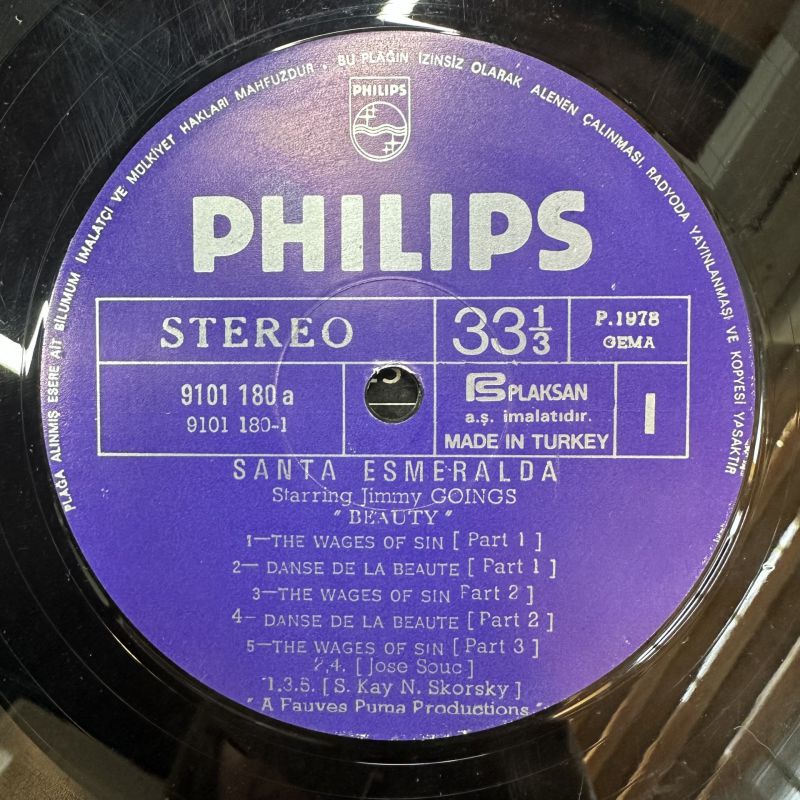 PLAĞA ALINMIŞ ESERE AİT BİLUMUM İMALATÇI VE MÜLKİYET HAKLARI MAHFUZDUR • BU PLAĞIN İZİNSİZ OLARAK ALENEN ÇALINMASI, RADYODA YAYINLANMASI VE KOPYESİ YASAKTIR
PHILIPS
PHILIPS
STEREO
33 1/3
P.1978
GEMA
9101 180 a
9101 180-1
PLAKSAN
a.ş. imalatıdır.
MADE IN TURKEY
1
SANTA ESMERALDA
Starring Jimmy GOINGS
"BEAUTY"
1—THE WAGES OF SIN [Part 1]
2— DANSE DE LA BEAUTE [Part 1]
3—THE WAGES OF SIN Part 2]
4— DANSE DE LA BEAUTE [Part 2]
5—THE WAGES OF SIN [Part 3]
2.4. [Jose Souc]
1.3.5. [S. Kay N. Skorsky]
"A Fauves Puma Productions"